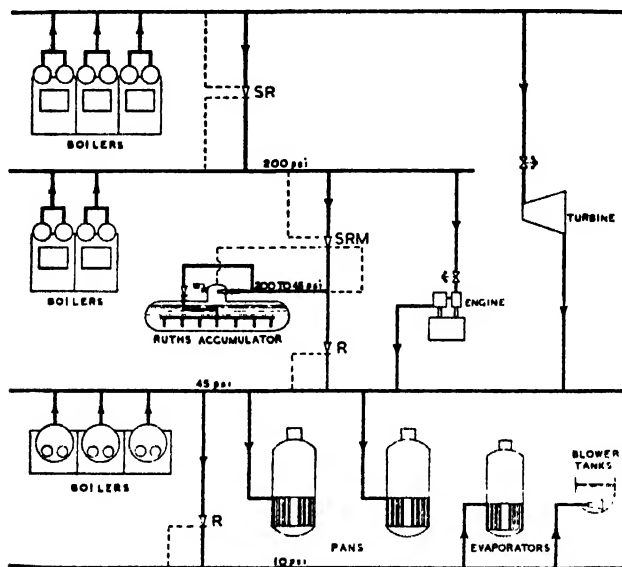 SR
BOILERS
200 psi
TURBINE
SRM
200 TO 45 psi
BOILERS
ENGINE
RUTHS ACCUMULATOR
R
45 psi
BLOWER
TANKS
BOILERS
R
PANS
EVAPORATORS
10 psi